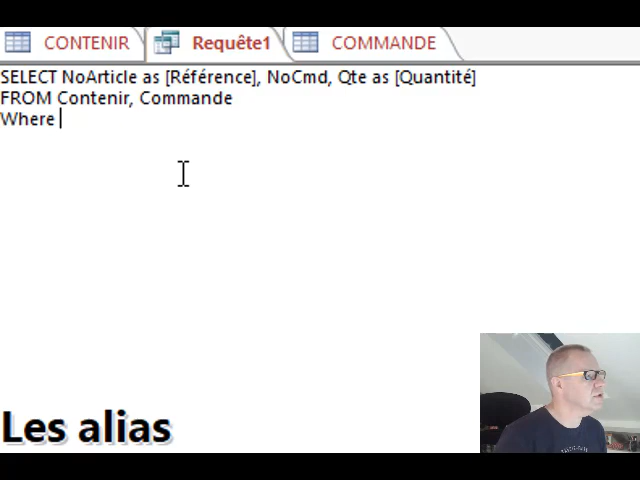 CONTENIR Requête1 COMMANDE
SELECT NoArticle as [Référence], NoCmd, Qte as [Quantité]
FROM Contenir, Commande
Where
Les alias